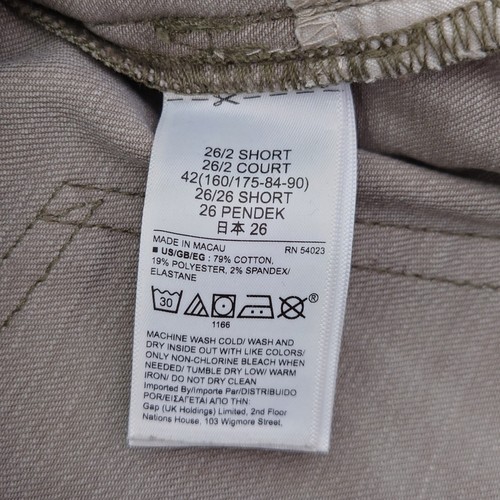 26/2 SHORT
26/2 COURT
42(160/175-84-90)
26/26 SHORT
26 PENDEK
日本 26
MADE IN MACAU RN 54023
■ US/GB/EG : 79% COTTON,
19% POLYESTER, 2% SPANDEX/
ELASTANE
30 ®
1166
MACHINE WASH COLD/ WASH AND
DRY INSIDE OUT WITH LIKE COLORS/
ONLY NON-CHLORINE BLEACH WHEN
NEEDED/ TUMBLE DRY LOW/ WARM
IRON/ DO NOT DRY CLEAN
Imported By/Importe Par/DISTRIBUIDO
POR/ΕΙΣΑΓΕΤΑΙ ΑΠΟ ΤΗΝ:
Gap (UK Holdings) Limited, 2nd Floor
Nations House, 103 Wigmore Street,